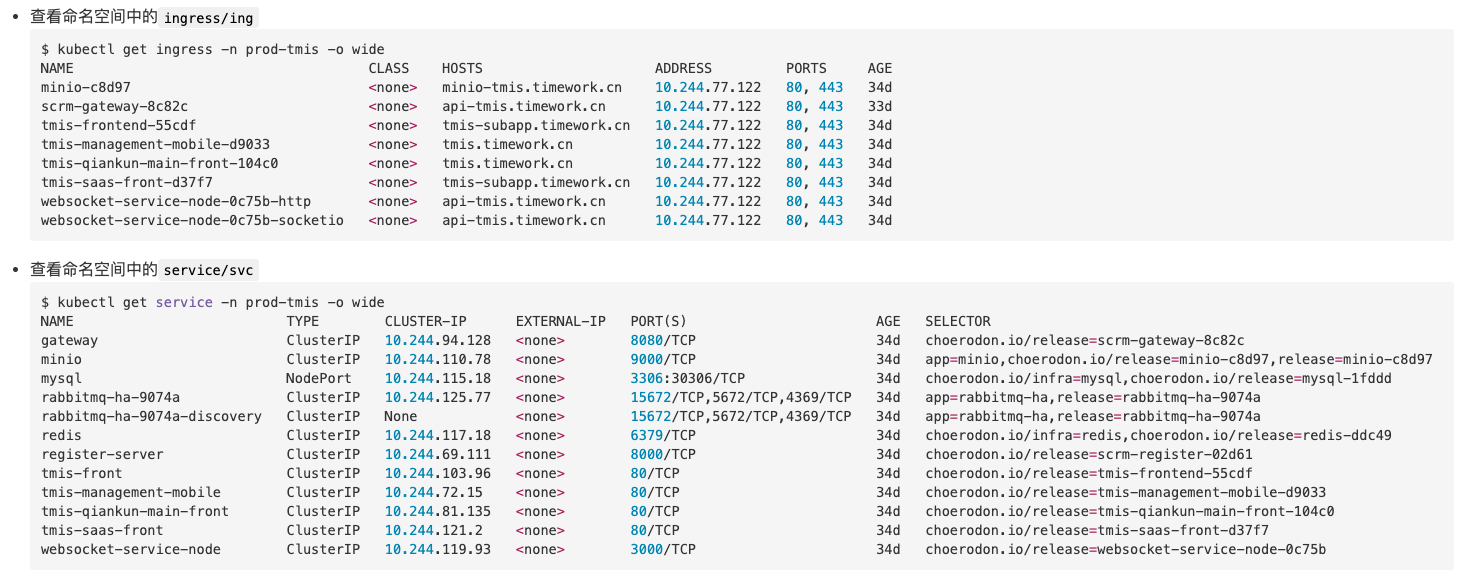 查看命名空间中的 ingress/ing
$ kubectl get ingress -n prod-tmis -o wide
NAME CLASS HOSTS ADDRESS PORTS AGE
minio-c8d97 <none> minio-tmis.timework.cn 10.244.77.122 80, 443 34d
scrm-gateway-8c82c <none> api-tmis.timework.cn 10.244.77.122 80, 443 33d
tmis-frontend-55cdf <none> tmis-subapp.timework.cn 10.244.77.122 80, 443 34d
tmis-management-mobile-d9033 <none> tmis.timework.cn 10.244.77.122 80, 443 34d
tmis-qiankun-main-front-104c0 <none> tmis.timework.cn 10.244.77.122 80, 443 34d
tmis-saas-front-d37f7 <none> tmis-subapp.timework.cn 10.244.77.122 80, 443 34d
websocket-service-node-0c75b-http <none> api-tmis.timework.cn 10.244.77.122 80, 443 34d
websocket-service-node-0c75b-socketio <none> api-tmis.timework.cn 10.244.77.122 80, 443 34d
查看命名空间中的 service/svc
$ kubectl get service -n prod-tmis -o wide
NAME TYPE CLUSTER-IP EXTERNAL-IP PORT(S) AGE SELECTOR
gateway ClusterIP 10.244.94.128 <none> 8080/TCP 34d choerodon.io/release=scrm-gateway-8c82c
minio ClusterIP 10.244.110.78 <none> 9000/TCP 34d app=minio,choerodon.io/release=minio-c8d97,release=minio-c8d97
mysql NodePort 10.244.115.18 <none> 3306:30306/TCP 34d choerodon.io/infra=mysql,choerodon.io/release=mysql-1fddd
rabbitmq-ha-9074a ClusterIP 10.244.125.77 <none> 15672/TCP,5672/TCP,4369/TCP 34d app=rabbitmq-ha,release=rabbitmq-ha-9074a
rabbitmq-ha-9074a-discovery ClusterIP None <none> 15672/TCP,5672/TCP,4369/TCP 34d app=rabbitmq-ha,release=rabbitmq-ha-9074a
redis ClusterIP 10.244.117.18 <none> 6379/TCP 34d choerodon.io/infra=redis,choerodon.io/release=redis-ddc49
register-server ClusterIP 10.244.69.111 <none> 8000/TCP 34d choerodon.io/release=scrm-register-02d61
tmis-front ClusterIP 10.244.103.96 <none> 80/TCP 34d choerodon.io/release=tmis-frontend-55cdf
tmis-management-mobile ClusterIP 10.244.72.15 <none> 80/TCP 34d choerodon.io/release=tmis-management-mobile-d9033
tmis-qiankun-main-front ClusterIP 10.244.81.135 <none> 80/TCP 34d choerodon.io/release=tmis-qiankun-main-front-104c0
tmis-saas-front ClusterIP 10.244.121.2 <none> 80/TCP 34d choerodon.io/release=tmis-saas-front-d37f7
websocket-service-node ClusterIP 10.244.119.93 <none> 3000/TCP 34d choerodon.io/release=websocket-service-node-0c75b